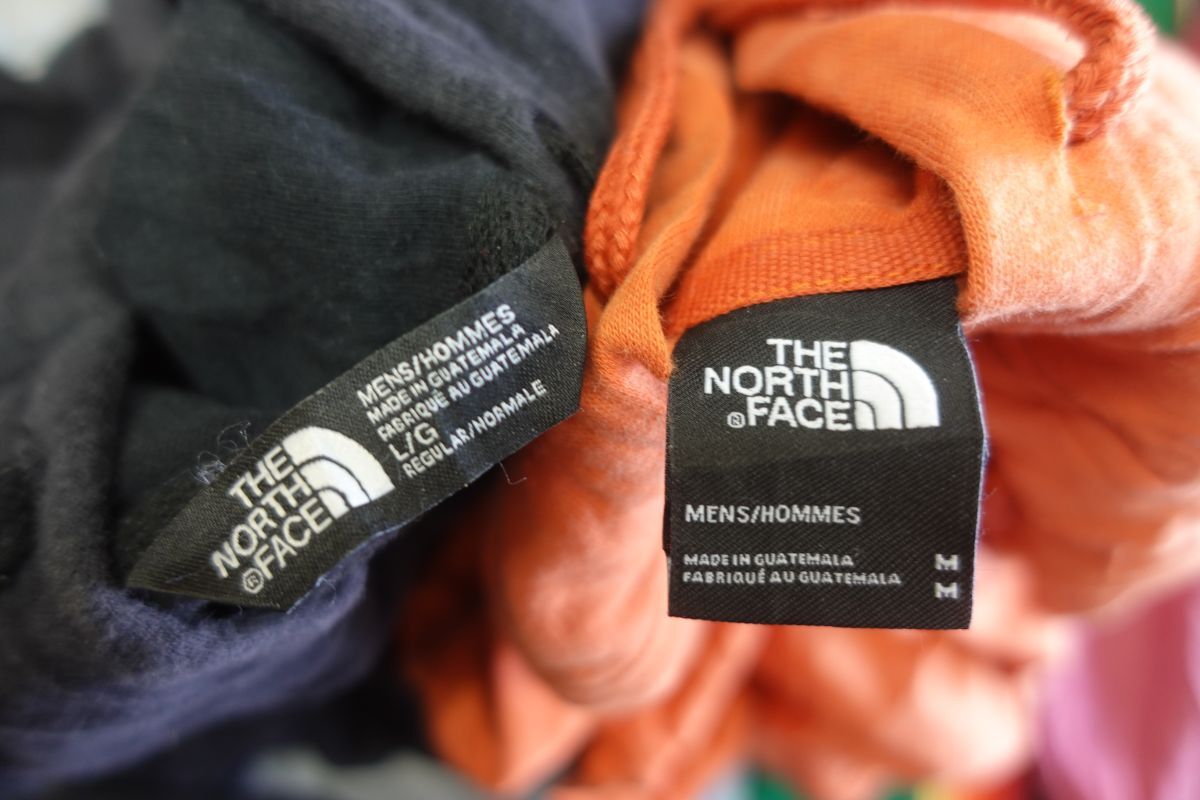 THE
NORTH
®FACE
MENS/HOMMES
MADE IN GUATEMALA
FABRIQUÉ AU GUATEMALA
L/G
REGULAR/NORMALE
THE
NORTH
®FACE
MENS/HOMMES
MADE IN GUATEMALA M
FABRIQUÉ AU GUATEMALA M